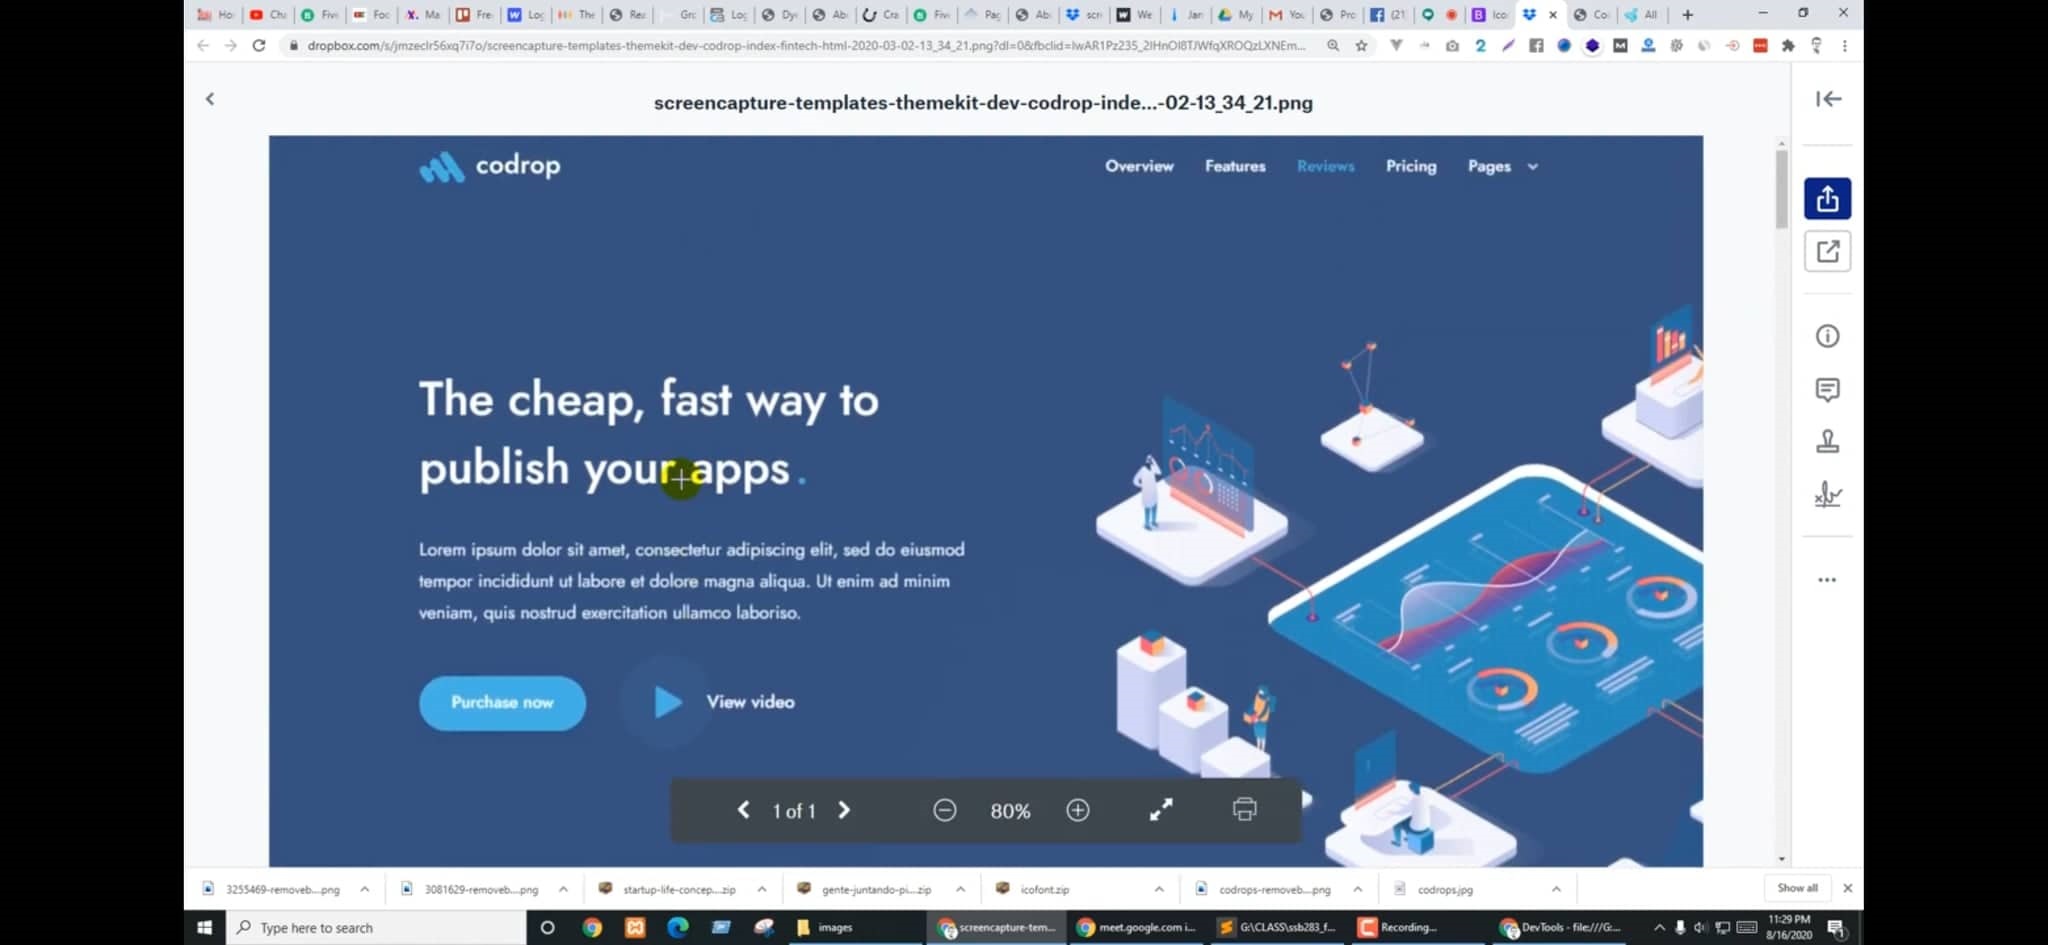 Ho
Cha
Five
Foc
Ma
Fre
Log
The
Rea
Gro
Log
Dy
Ab
Cra
Five
Pag
Ab
scr
We
Jan
My
You
Pro
(21
Ico
Co
All
dropbox.com/s/jmzeclr56xq7i7o/screencapture-templates-themekit-dev-codrop-index-fintech-html-2020-03-02-13_34_21.png?dl=0&fbclid=IwAR1Pz235_2IHnOI8TJWfqXROQzLXNEm...
screencapture-templates-themekit-dev-codrop-inde...-02-13_34_21.png
codrop
Overview Features Reviews Pricing Pages
The cheap, fast way to
publish your apps.
Lorem ipsum dolor sit amet, consectetur adipiscing elit, sed do eiusmod
tempor incididunt ut labore et dolore magna aliqua. Ut enim ad minim
veniam, quis nostrud exercitation ullamco laboriso.
Purchase now
View video
1 of 1
80%
3255469-removeb....png
3081629-removeb....png
startup-life-concep....zip
gente-juntando-pi....zip
icofont.zip
codrops-removeb....png
codrops.jpg
Show all
Type here to search
images
screencapture-tem...
meet.google.com i...
G:\CLASS\ssb283_f...
Recording...
DevTools - file:///G:...
11:29 PM
8/16/2020